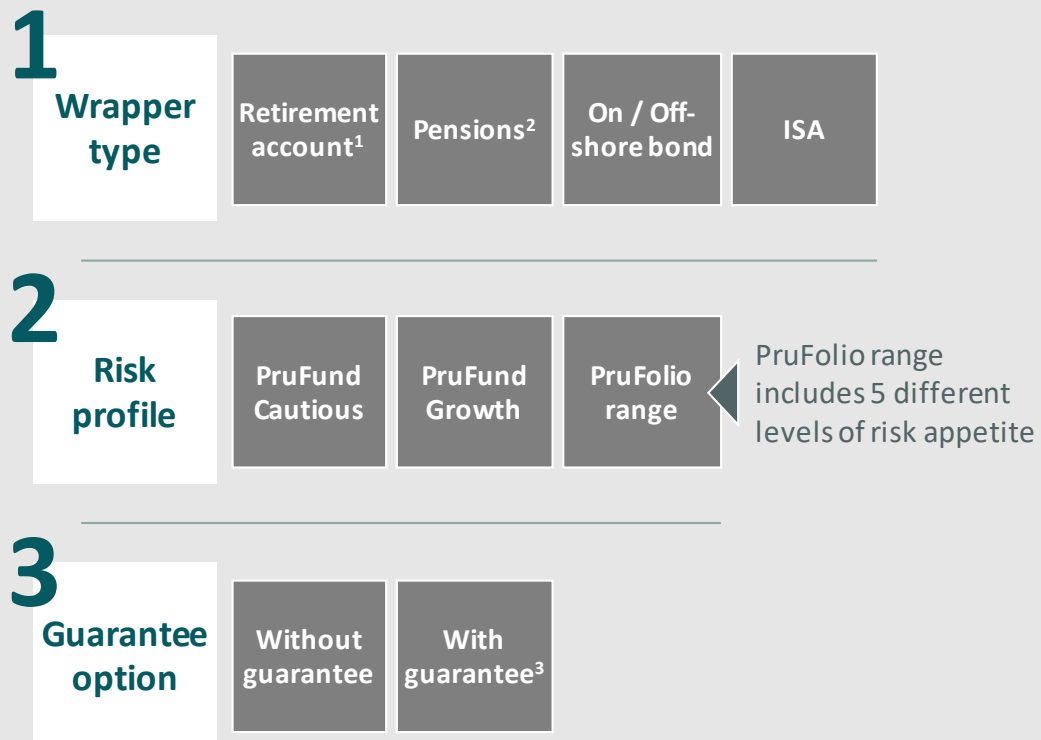 1
Wrapper
type
Retirement
account¹
Pensions²
On / Off-
shore bond
ISA
2
Risk
profile
PruFund
Cautious
PruFund
Growth
PruFolio
range
PruFolio range
includes 5 different
levels of risk appetite
3
Guarantee
option
Without
guarantee
With
guarantee³